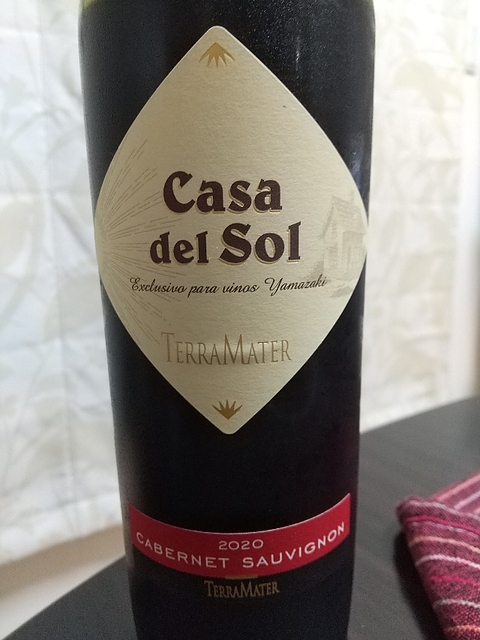 Casa
del Sol
Exclusivo para vinos Yamazaki
TERRAMATER
2020
CABERNET SAUVIGNON
TERRAMATER